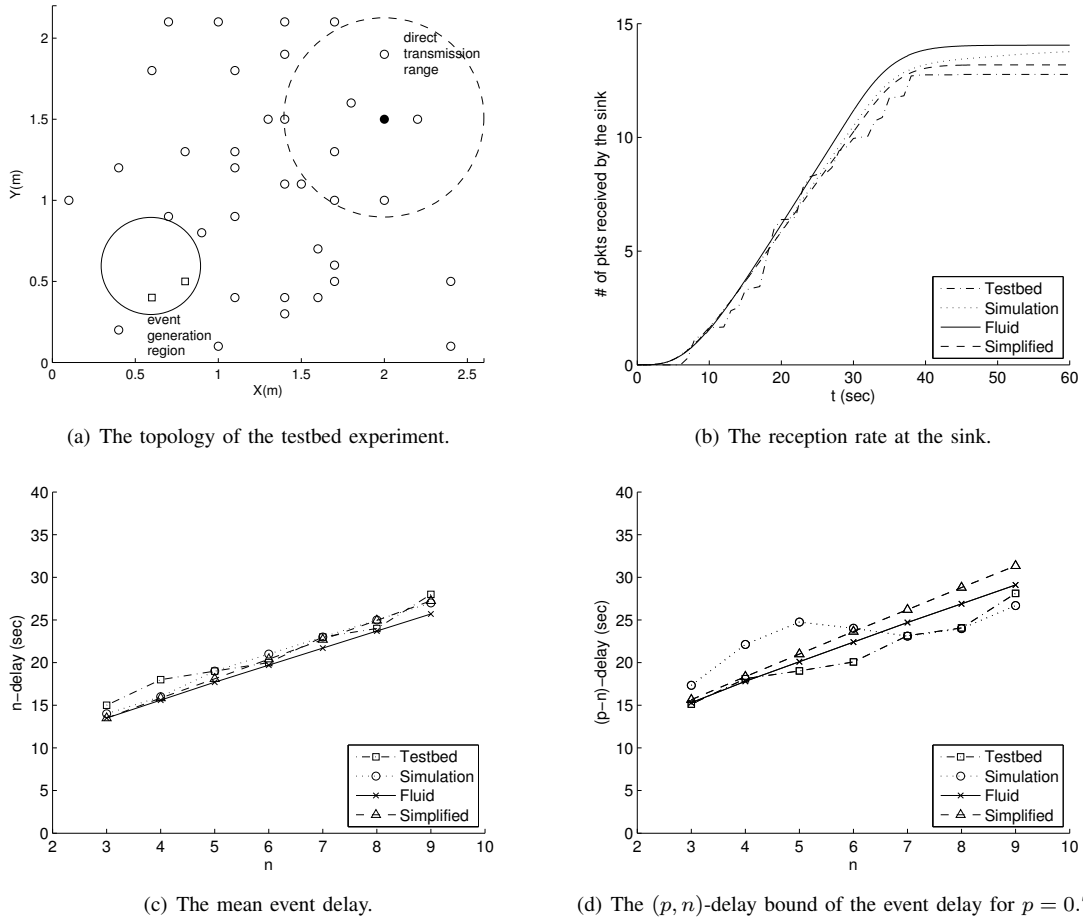 2
1.5
1
0.5
0
Y(m)
direct
transmission
range
event
generation
region
0 0.5 1 1.5 2 2.5
X(m)
(a) The topology of the testbed experiment.
15
10
5
0
# of pkts received by the sink
Testbed
Simulation
Fluid
Simplified
0 10 20 30 40 50 60
t (sec)
(b) The reception rate at the sink.
40
35
30
25
20
15
10
5
0
n-delay (sec)
Testbed
Simulation
Fluid
Simplified
2 3 4 5 6 7 8 9 10
n
(c) The mean event delay.
40
35
30
25
20
15
10
5
0
(p-n)-delay (sec)
Testbed
Simulation
Fluid
Simplified
2 3 4 5 6 7 8 9 10
n
(d) The (p, n)-delay bound of the event delay for p = 0.